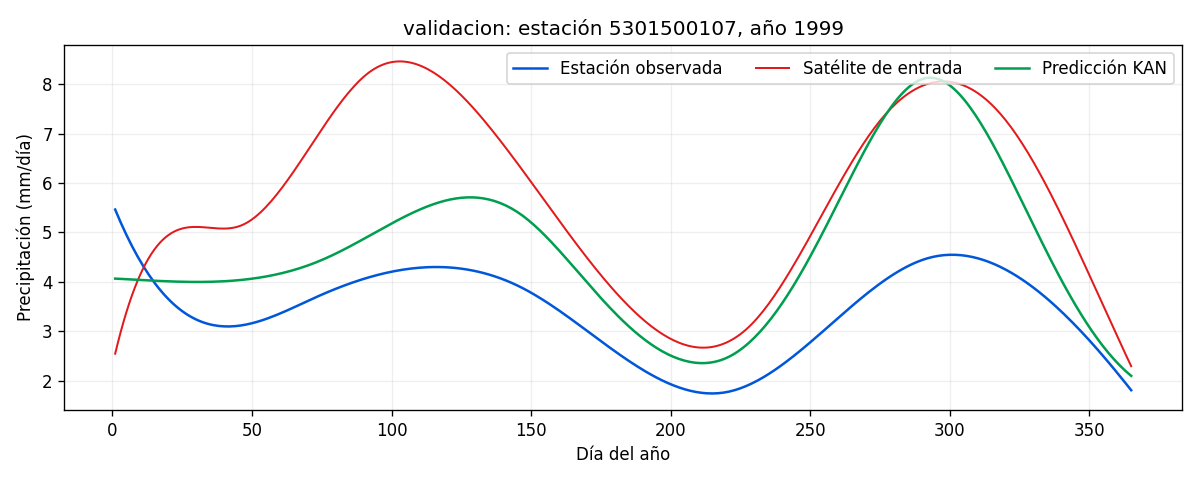 validacion: estación 5301500107, año 1999
Estación observada
Satélite de entrada
Predicción KAN
Precipitación (mm/día)
8
7
6
5
4
3
2
0
50
100
150
200
250
300
350
Día del año